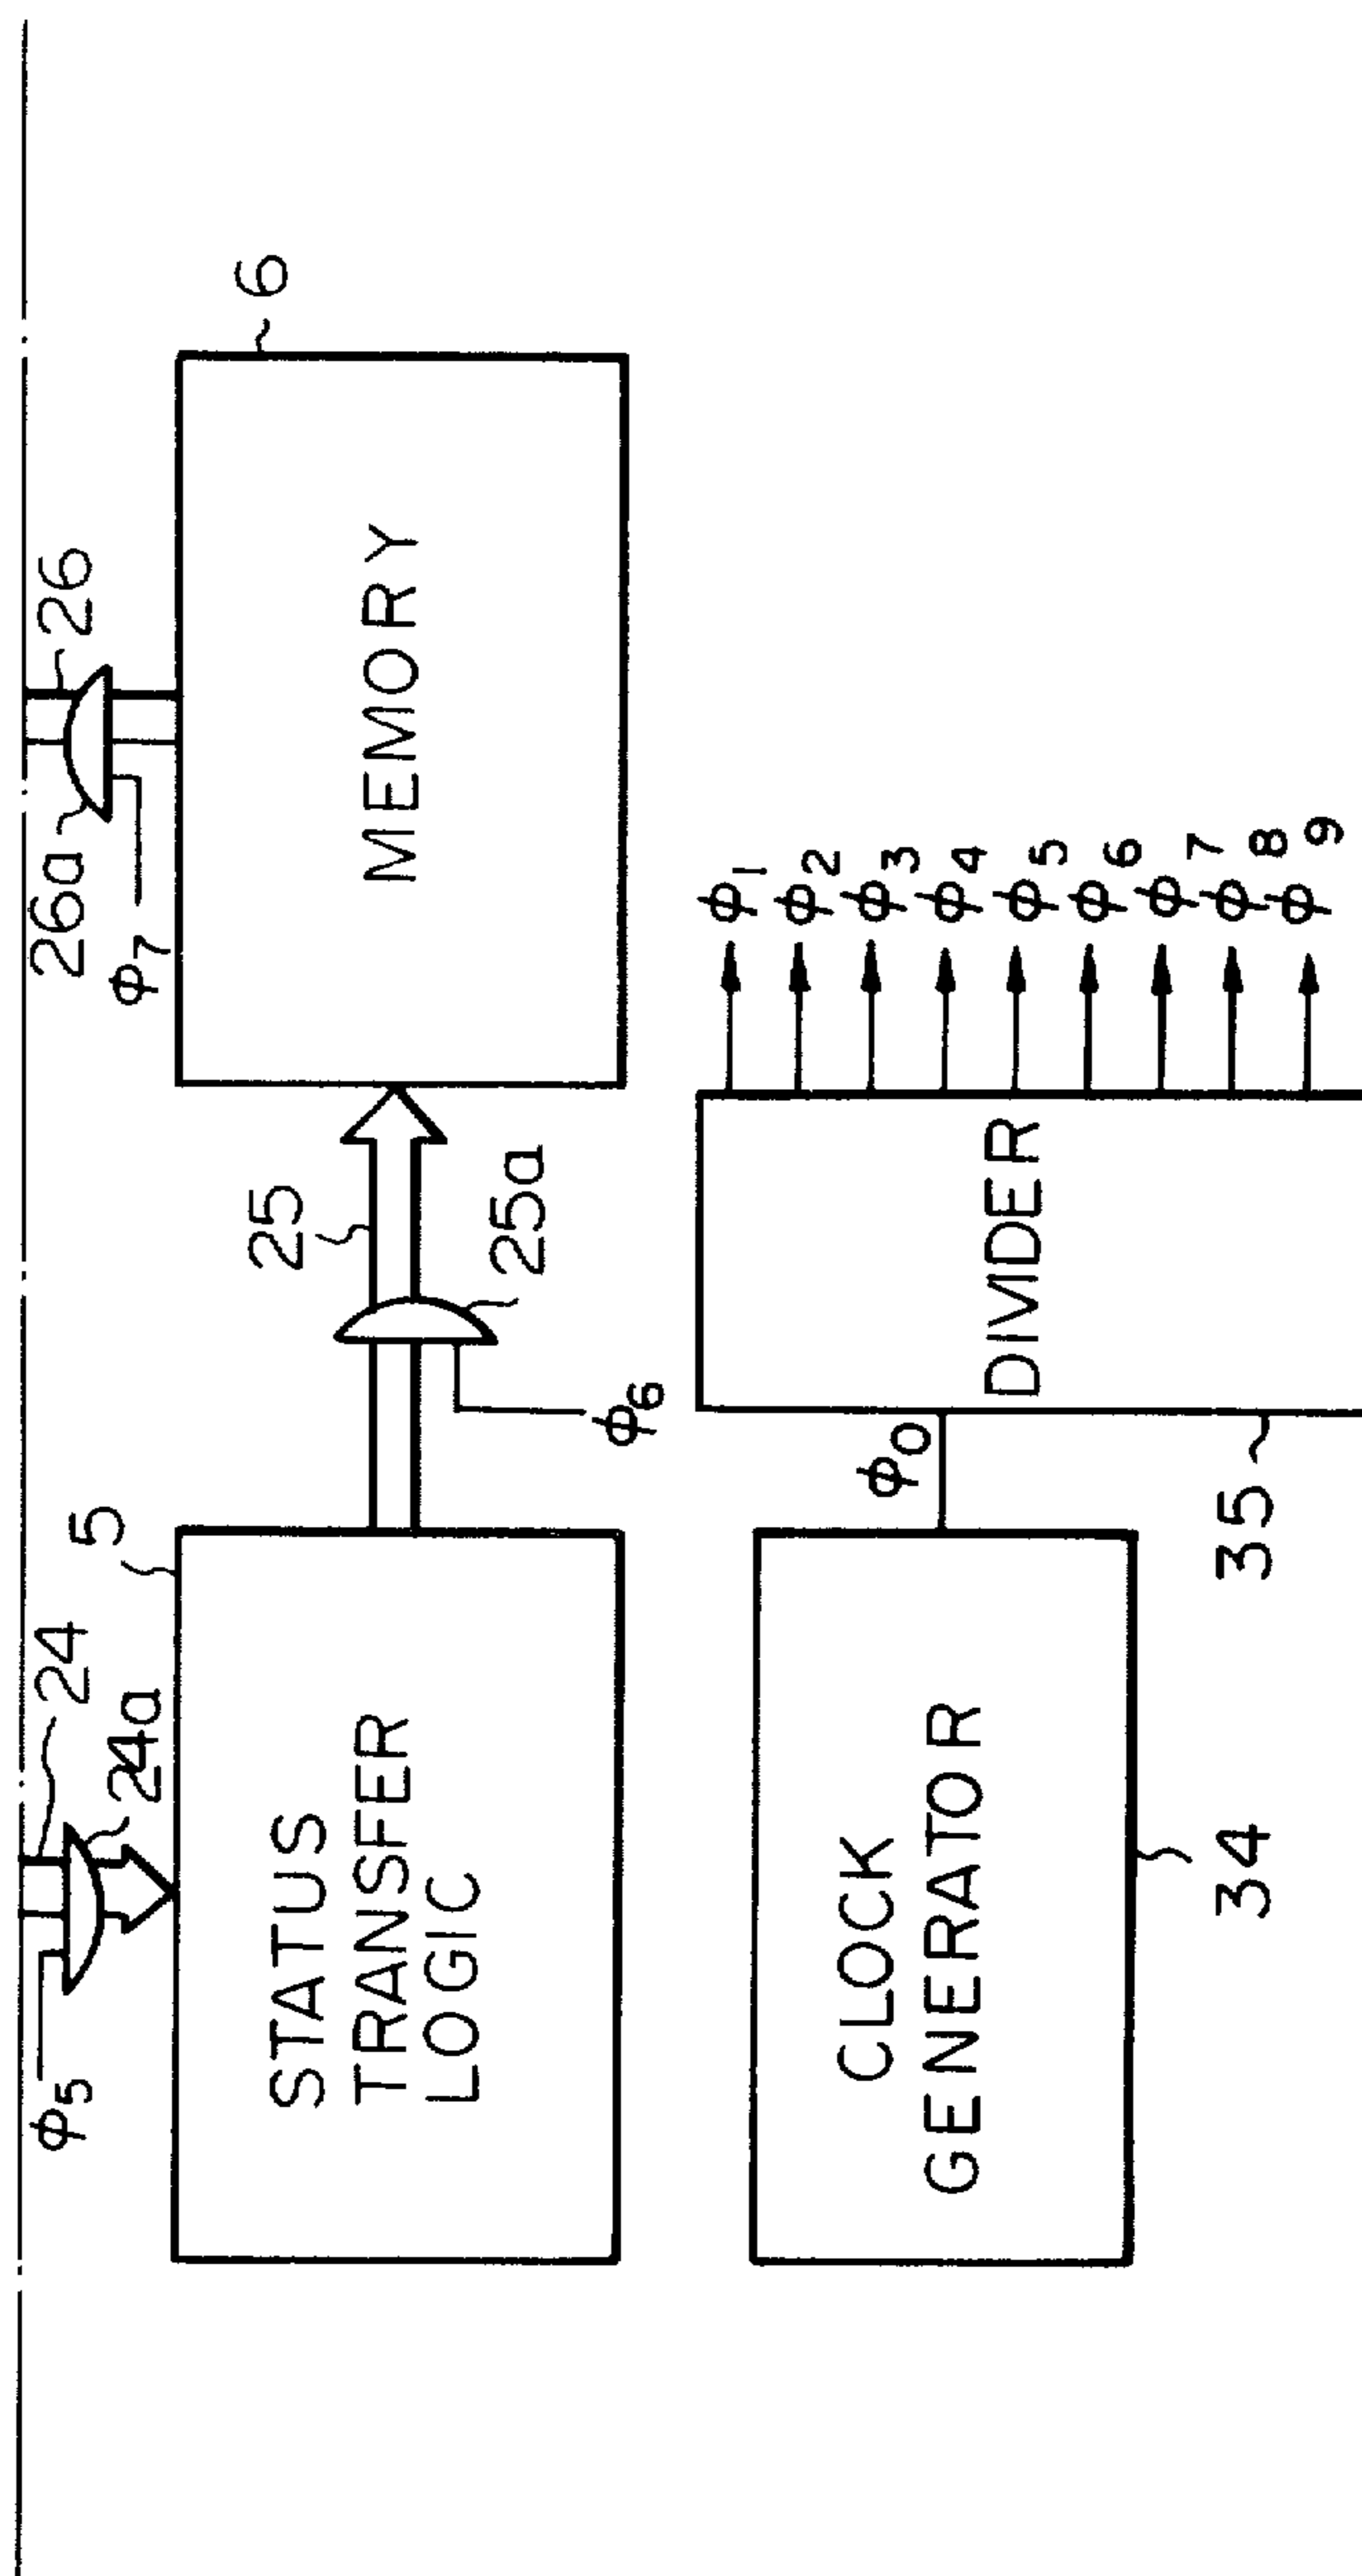 ϕ5
24
24a
5
STATUS
TRANSFER
LOGIC
25
25a
ϕ6
26a
26
ϕ7
6
MEMORY
CLOCK
GENERATOR
34
ϕ0
35
DIVIDER
ϕ1
ϕ2
ϕ3
ϕ4
ϕ5
ϕ6
ϕ7
ϕ8
ϕ9